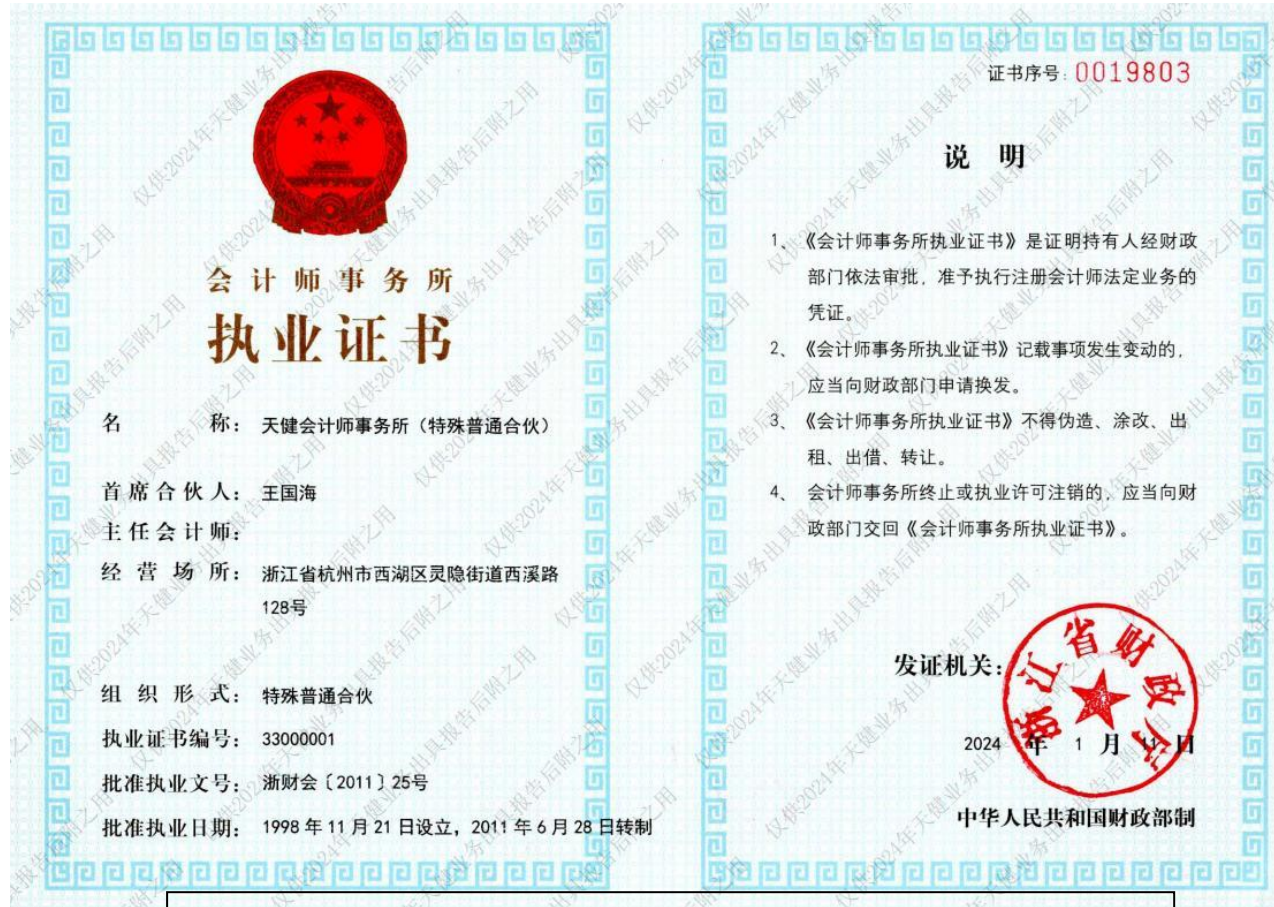 会计师事务所
执业证书
名 称： 天健会计师事务所（特殊普通合伙）
首席合伙人： 王国海
主任会计师：
经营场所： 浙江省杭州市西湖区灵隐街道西溪路
128号
组织形式： 特殊普通合伙
执业证书编号： 33000001
批准执业文号： 浙财会〔2011〕25号
批准执业日期： 1998年11月21日设立，2011年6月28日转制
证书序号：0019803
说 明
1、《会计师事务所执业证书》是证明持有人经财政
部门依法审批，准予执行注册会计师法定业务的
凭证。
2、《会计师事务所执业证书》记载事项发生变动的，
应当向财政部门申请换发。
3、《会计师事务所执业证书》不得伪造、涂改、出
租、出借、转让。
4、 会计师事务所终止或执业许可注销的，应当向财
政部门交回《会计师事务所执业证书》。
发证机关：
浙江省财政厅
2024 年 1 月 11 日
中华人民共和国财政部制
仅供2024年天健业务出具报告后附之用